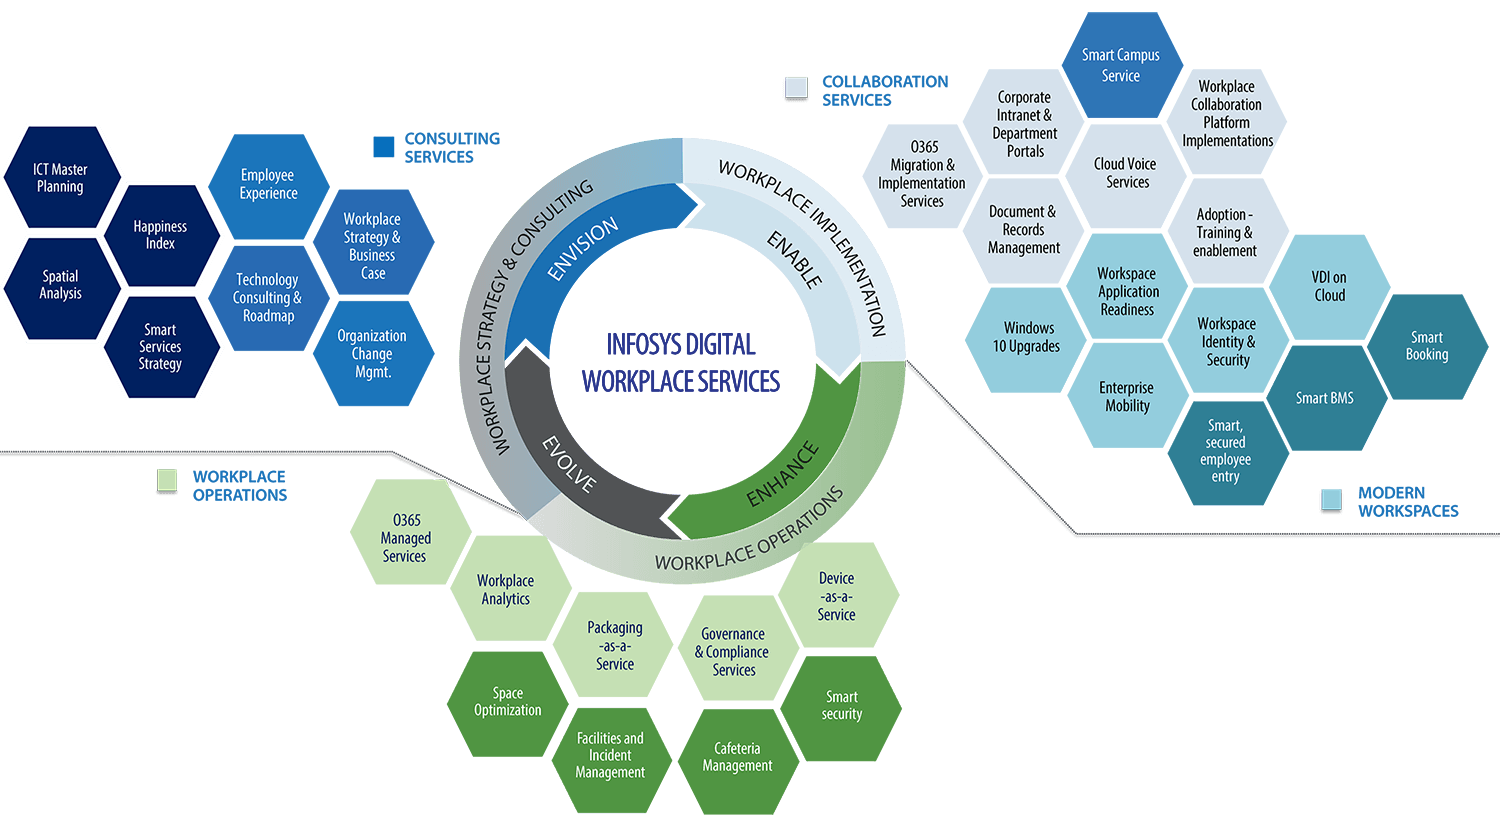 CONSULTING
SERVICES
ICT Master
Planning
Happiness
Index
Spatial
Analysis
Smart
Services
Strategy
Employee
Experience
Workplace
Strategy &
Business
Case
Technology
Consulting &
Roadmap
Organization
Change
Mgmt.
WORKPLACE STRATEGY & CONSULTING
ENVISION
WORKPLACE IMPLEMENTATION
ENABLE
INFOSYS DIGITAL
WORKPLACE SERVICES
EVOLVE
ENHANCE
WORKPLACE OPERATIONS
COLLABORATION
SERVICES
Smart Campus
Service
Corporate
Intranet &
Department
Portals
Workplace
Collaboration
Platform
Implementations
O365
Migration &
Implementation
Services
Cloud Voice
Services
Document &
Records
Management
Adoption -
Training &
enablement
Workspace
Application
Readiness
VDI on
Cloud
Windows
10 Upgrades
Workspace
Identity &
Security
Smart
Booking
Enterprise
Mobility
Smart BMS
Smart,
secured
employee
entry
MODERN
WORKSPACES
WORKPLACE
OPERATIONS
O365
Managed
Services
Workplace
Analytics
Packaging
-as-a-
Service
Governance
& Compliance
Services
Device
-as-a-
Service
Space
Optimization
Facilities and
Incident
Management
Cafeteria
Management
Smart
security